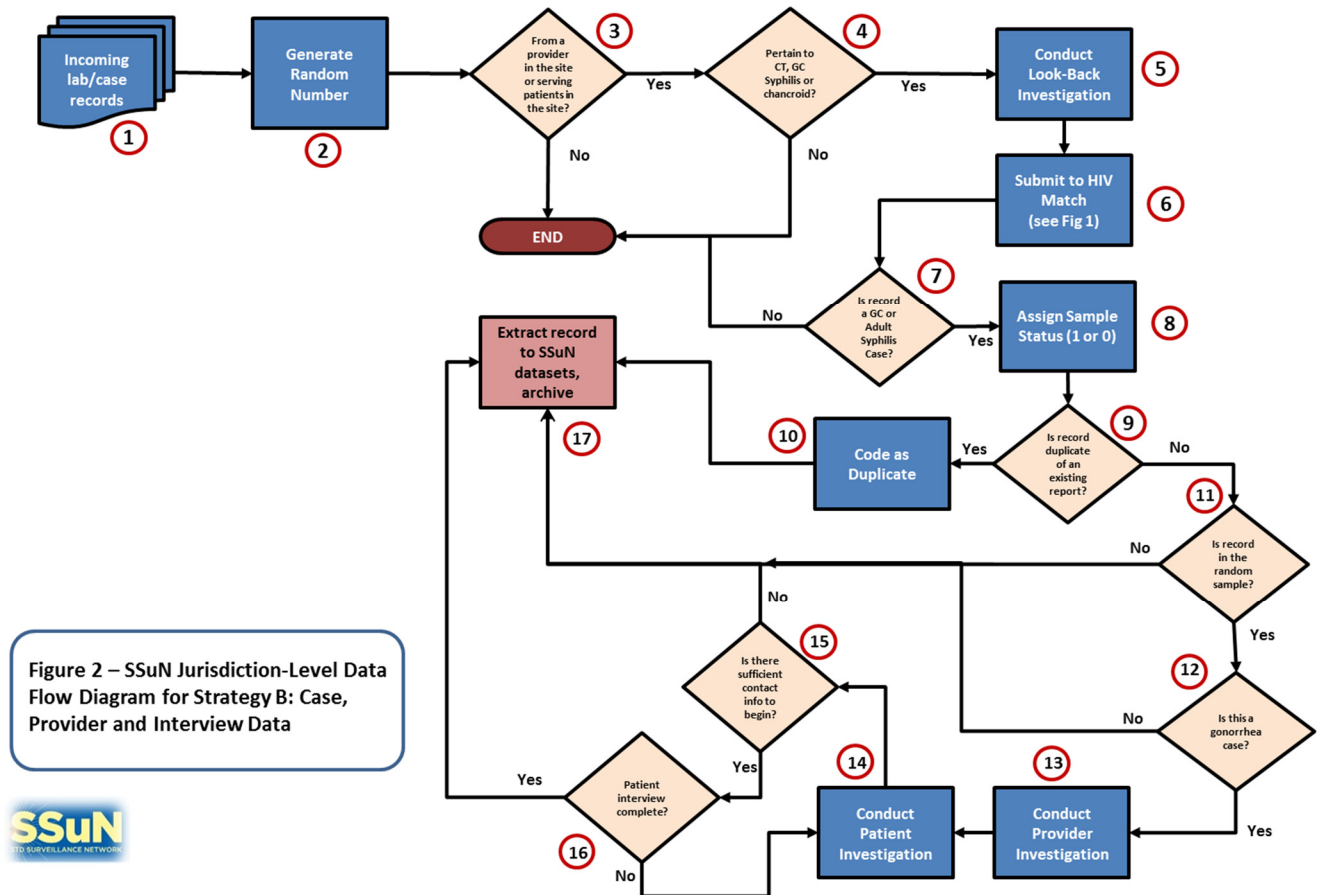 Incoming
lab/case
records
1
Generate
Random
Number
2
From a
provider
in the site
or serving
patients in
the site?
3
Yes
No
Pertain to
CT, GC
Syphilis or
chancroid?
4
Yes
No
Conduct
Look-Back
Investigation
5
Submit to HIV
Match
(see Fig 1)
6
END
Is record
a GC or
Adult
Syphilis
Case?
7
No
Yes
Assign Sample
Status (1 or 0)
8
Extract record
to SSuN
datasets,
archive
17
Is record
duplicate of
an
existing
report?
9
Yes
No
Code as
Duplicate
10
Is record
in the
random
sample?
11
No
Yes
Is this a
gonorrhea
case?
12
No
Yes
Conduct
Provider
Investigation
13
Conduct
Patient
Investigation
14
Is there
sufficient
contact
info to
begin?
15
No
Yes
Patient
interview
complete?
16
Yes
No
Figure 2 – SSuN Jurisdiction-Level Data
Flow Diagram for Strategy B: Case,
Provider and Interview Data
SSuN
STD SURVEILLANCE NETWORK